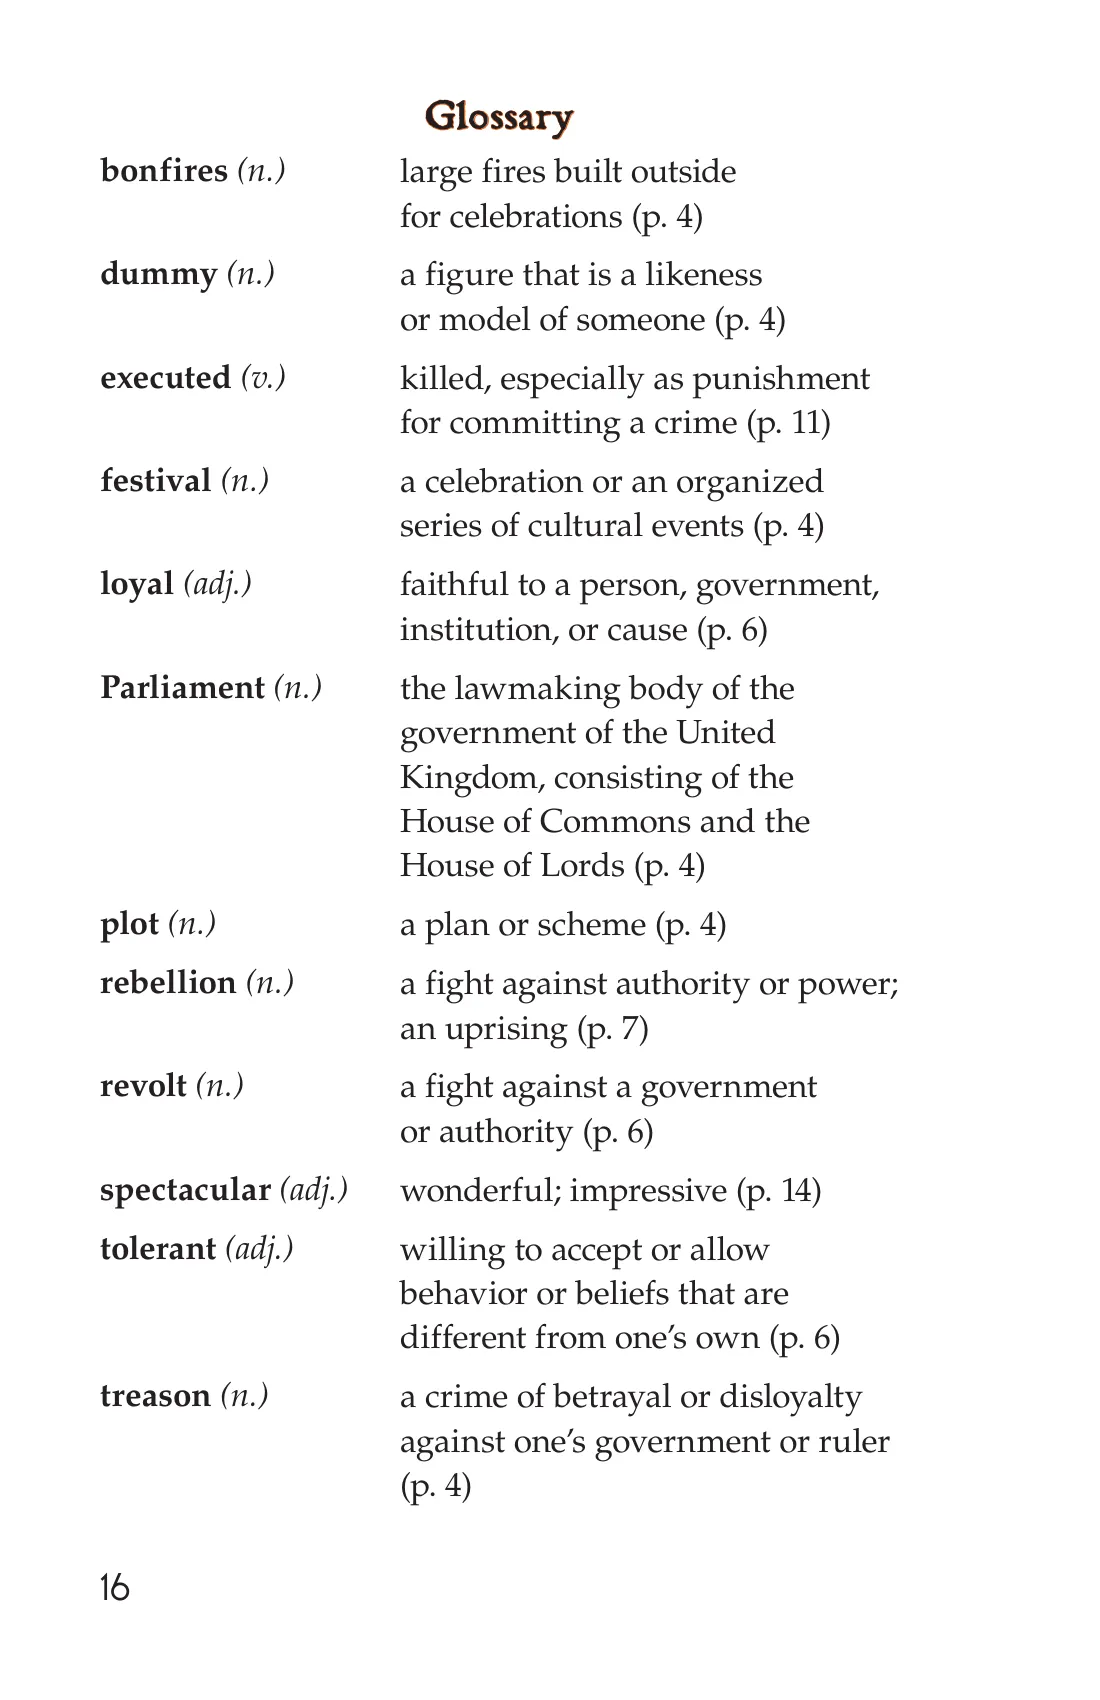 Glossary
bonfires (n.) large fires built outside
for celebrations (p. 4)
dummy (n.) a figure that is a likeness
or model of someone (p. 4)
executed (v.) killed, especially as punishment
for committing a crime (p. 11)
festival (n.) a celebration or an organized
series of cultural events (p. 4)
loyal (adj.) faithful to a person, government,
institution, or cause (p. 6)
Parliament (n.) the lawmaking body of the
government of the United
Kingdom, consisting of the
House of Commons and the
House of Lords (p. 4)
plot (n.) a plan or scheme (p. 4)
rebellion (n.) a fight against authority or power;
an uprising (p. 7)
revolt (n.) a fight against a government
or authority (p. 6)
spectacular (adj.) wonderful; impressive (p. 14)
tolerant (adj.) willing to accept or allow
behavior or beliefs that are
different from one’s own (p. 6)
treason (n.) a crime of betrayal or disloyalty
against one’s government or ruler
(p. 4)
16